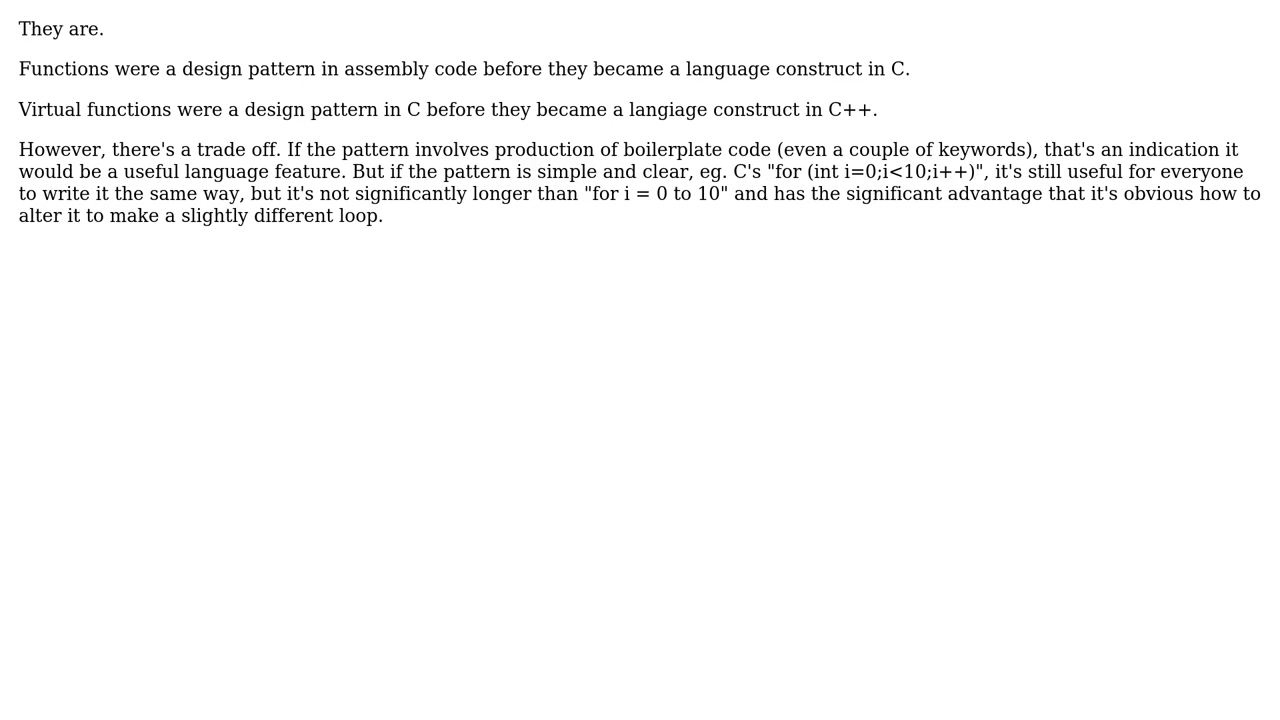 They are.
Functions were a design pattern in assembly code before they became a language construct in C.
Virtual functions were a design pattern in C before they became a langiage construct in C++.
However, there's a trade off. If the pattern involves production of boilerplate code (even a couple of keywords), that's an indication it
would be a useful language feature. But if the pattern is simple and clear, eg. C's "for (int i=0;i<10;i++)", it's still useful for everyone
to write it the same way, but it's not significantly longer than "for i = 0 to 10" and has the significant advantage that it's obvious how to
alter it to make a slightly different loop.